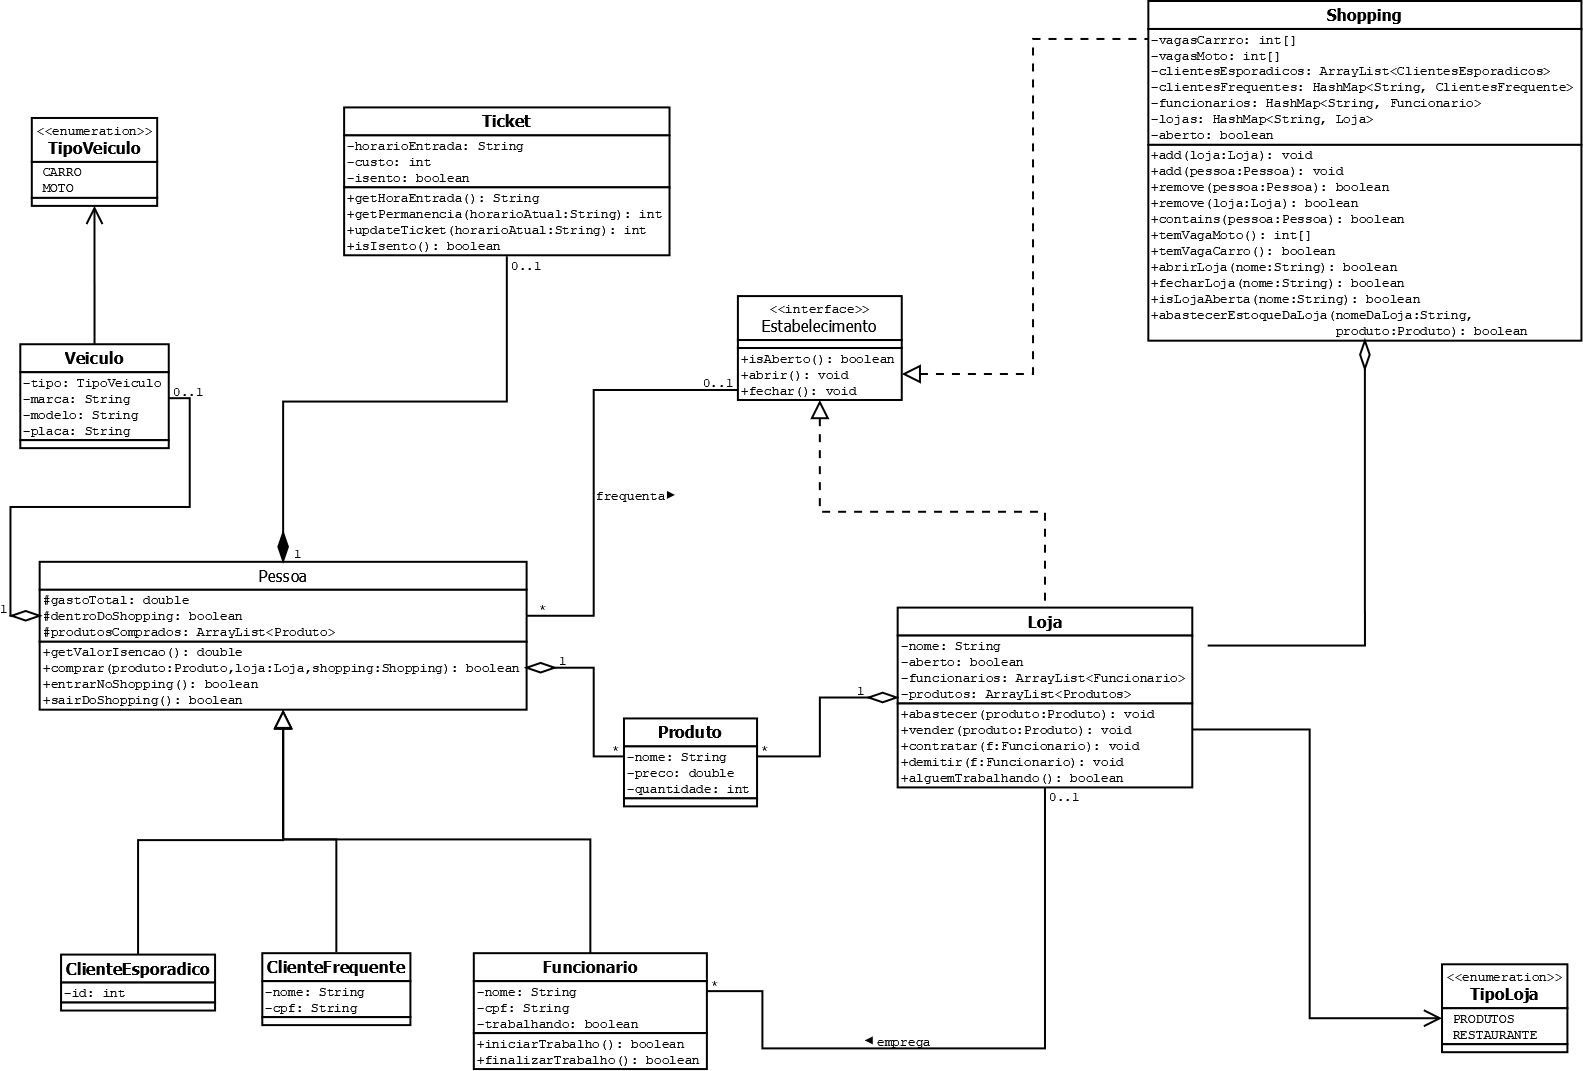 Shopping
-vagasCarrro: int[]
-vagasMoto: int[]
-clientesEsporadicos: ArrayList<ClientesEsporadicos>
-clientesFrequentes: HashMap<String, ClientesFrequente>
-funcionarios: HashMap<String, Funcionario>
-lojas: HashMap<String, Loja>
-aberto: boolean
+add(loja:Loja): void
+add(pessoa:Pessoa): void
+remove(pessoa:Pessoa): boolean
+remove(loja:Loja): boolean
+contains(pessoa:Pessoa): boolean
+temVagaMoto(): int[]
+temVagaCarro(): boolean
+abrirLoja(nome:String): boolean
+fecharLoja(nome:String): boolean
+isLojaAberta(nome:String): boolean
+abastecerEstoqueDaLoja(nomeDaLoja:String,
produto:Produto): boolean
<<enumeration>>
TipoVeiculo
CARRO
MOTO
Ticket
-horarioEntrada: String
-custo: int
-isento: boolean
+getHoraEntrada(): String
+getPermanencia(horarioAtual:String): int
+updateTicket(horarioAtual:String): int
+isIsento(): boolean
0..1
<<interface>>
Estabelecimento
+isAberto(): boolean
+abrir(): void
+fechar(): void
0..1
Veiculo
-tipo: TipoVeiculo
-marca: String
-modelo: String
-placa: String
0..1
frequenta►
1
Pessoa
#gastoTotal: double
#dentroDoShopping: boolean
#produtosComprados: ArrayList<Produto>
+getValorIsencao(): double
+comprar(produto:Produto,loja:Loja,shopping:Shopping): boolean
+entrarNoShopping(): boolean
+sairDoShopping(): boolean
1
*
1
Loja
-nome: String
-aberto: boolean
-funcionarios: ArrayList<Funcionario>
-produtos: ArrayList<Produtos>
+abastecer(produto:Produto): void
+vender(produto:Produto): void
+contratar(f:Funcionario): void
+demitir(f:Funcionario): void
+alguemTrabalhando(): boolean
1
0..1
Produto
-nome: String
-preco: double
-quantidade: int
*
*
ClienteEsporadico
-id: int
ClienteFrequente
-nome: String
-cpf: String
Funcionario
-nome: String
-cpf: String
-trabalhando: boolean
+iniciarTrabalho(): boolean
+finalizarTrabalho(): boolean
*
◄emprega
<<enumeration>>
TipoLoja
PRODUTOS
RESTAURANTE